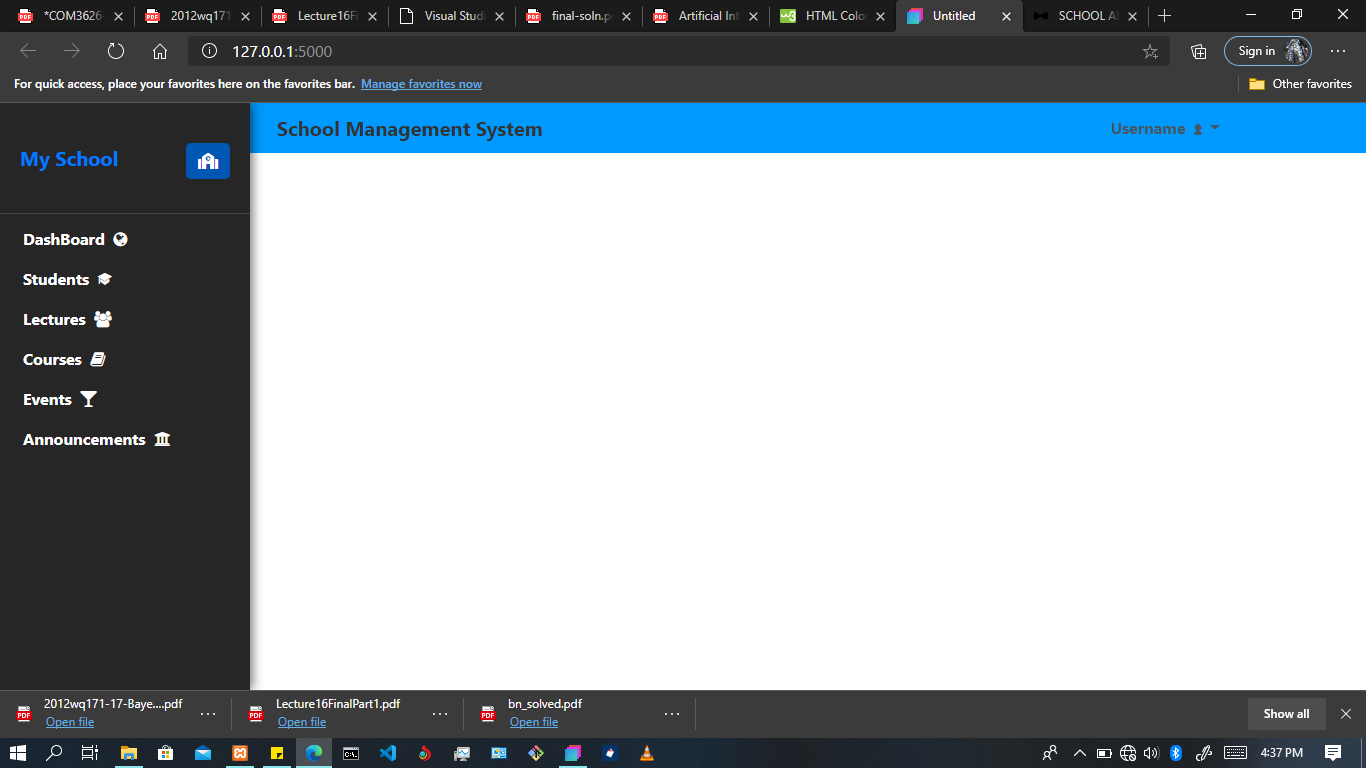 *COM3626-
2012wq171
Lecture16Fi
Visual Studi
final-soln.p
Artificial Int
HTML Colo
Untitled
SCHOOL A
127.0.0.1:5000
Sign in
For quick access, place your favorites here on the favorites bar. Manage favorites now
Other favorites
My School
School Management System
Username
DashBoard
Students
Lectures
Courses
Events
Announcements
2012wq171-17-Baye....pdf
Open file
Lecture16FinalPart1.pdf
Open file
bn_solved.pdf
Open file
Show all
4:37 PM